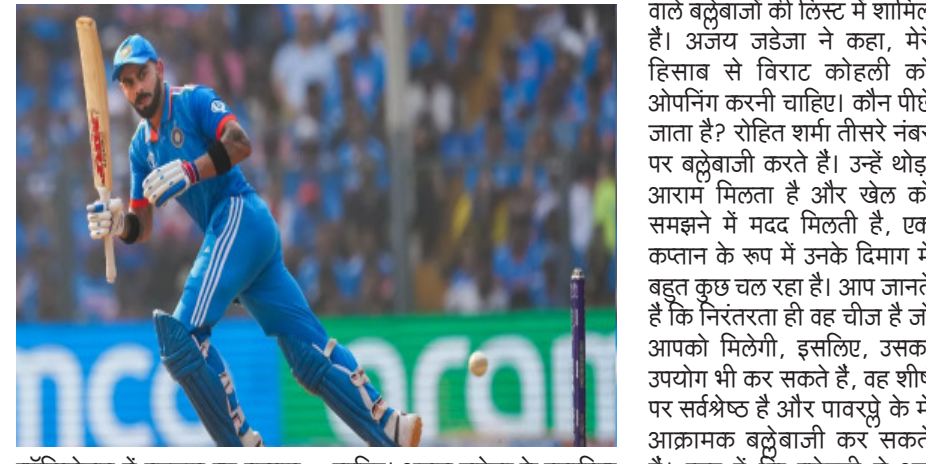 वाले बल्लेबाजों की लिस्ट में शामिल
हैं। अजय जडेजा ने कहा, मेरे
हिसाब से विराट कोहली को
ओपनिंग करनी चाहिए। कौन पीछे
जाता है? रोहित शर्मा तीसरे नंबर
पर बल्लेबाजी करते हैं। उन्हें थोड़ा
आराम मिलता है और खेल को
समझने में मदद मिलती है, एक
कप्तान के रूप में उनके दिमाग में
बहुत कुछ चल रहा है। आप जानते
है कि निरंतरता ही वह चीज है जो
आपको मिलेगी, इसलिए, उसका
उपयोग भी कर सकते हैं, वह शीर्ष
पर सर्वश्रेष्ठ है और पावरप्ले के में
आक्रामक बल्लेबाजी कर सकते
mcc
aram